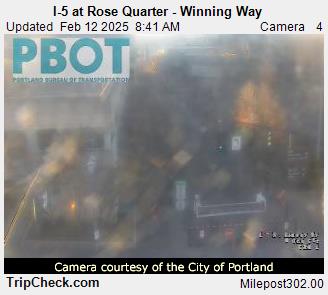 I-5 at Rose Quarter - Winning Way
Updated  Feb 12 2025  8:41 AM
Camera  4
PBOT
PORTLAND BUREAU OF TRANSPORTATION
Camera courtesy of the City of Portland
TripCheck.com
Milepost302.00